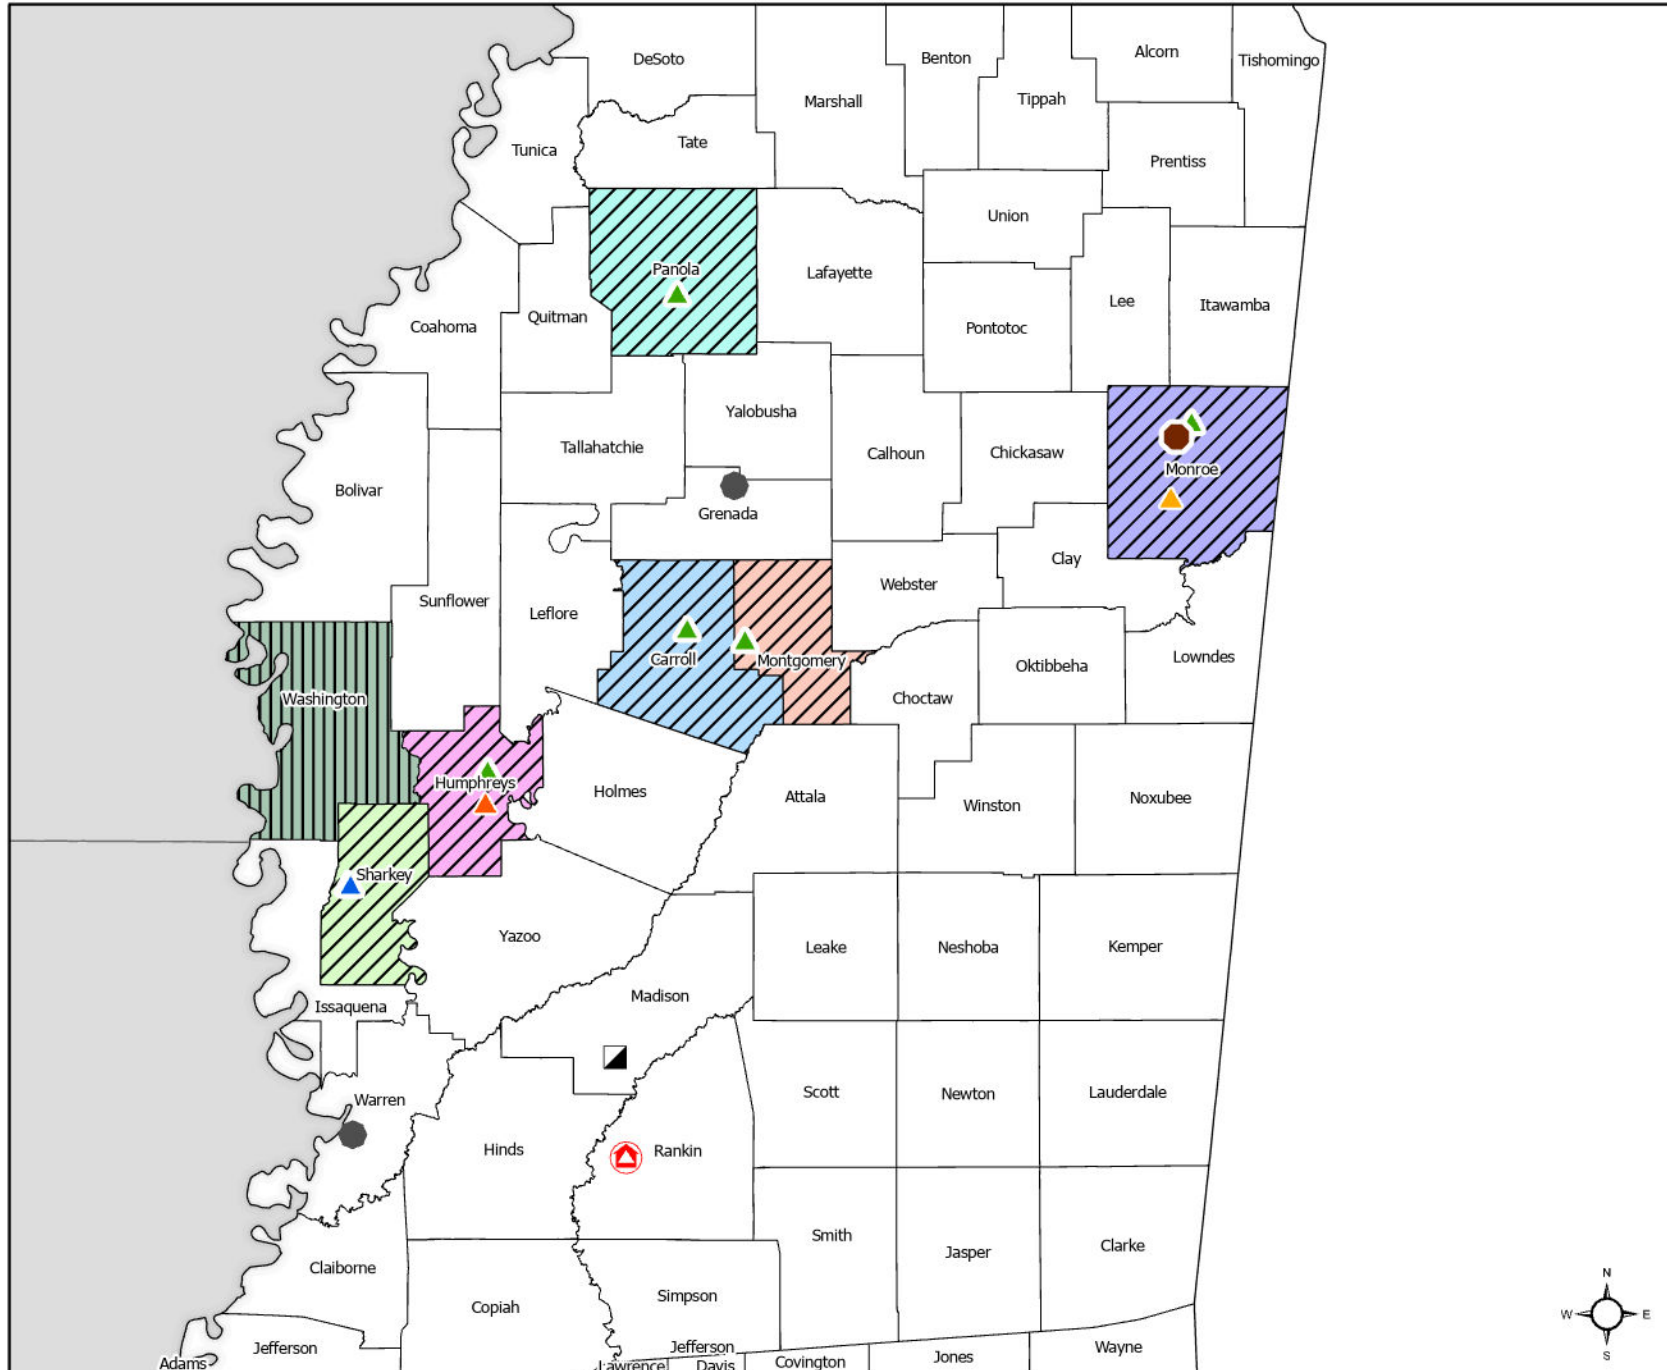 DeSoto
Benton
Alcorn
Tishomingo
Marshall
Tippah
Tunica
Tate
Prentiss
Union
Panola
Lafayette
Lee
Itawamba
Coahoma
Quitman
Pontotoc
Yalobusha
Tallahatchie
Calhoun
Chickasaw
Monroe
Bolivar
Grenada
Clay
Sunflower
Leflore
Webster
Carroll
Montgomery
Oktibbeha
Lowndes
Washington
Choctaw
Humphreys
Holmes
Attala
Winston
Noxubee
Sharkey
Yazoo
Leake
Neshoba
Kemper
Issaquena
Madison
Warren
Scott
Newton
Lauderdale
Hinds
Rankin
Smith
Jasper
Clarke
Claiborne
Copiah
Simpson
N
W E
S
Jefferson
Jefferson
Davis
Adams
Lawrence
Covington
Jones
Wayne